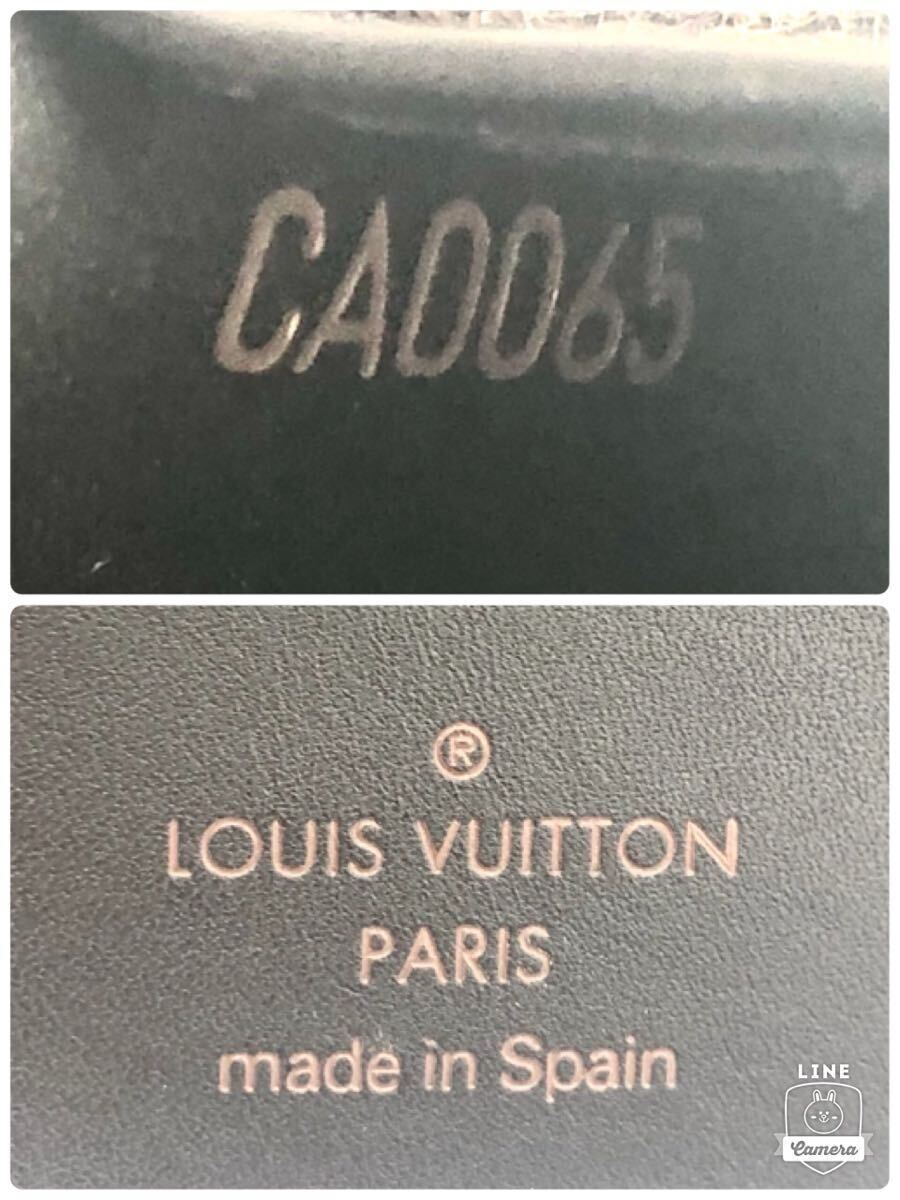 CA0065
®
LOUIS VUITTON
PARIS
made in Spain
LINE
Camera